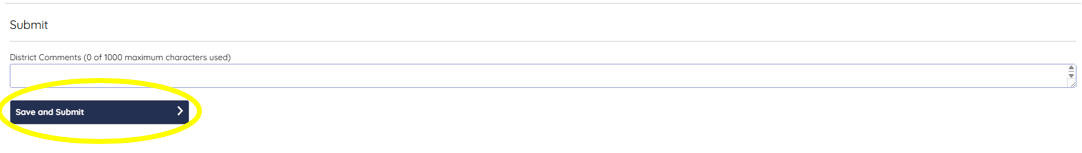 Submit
District Comments (0 of 1000 maximum characters used)
Save and Submit